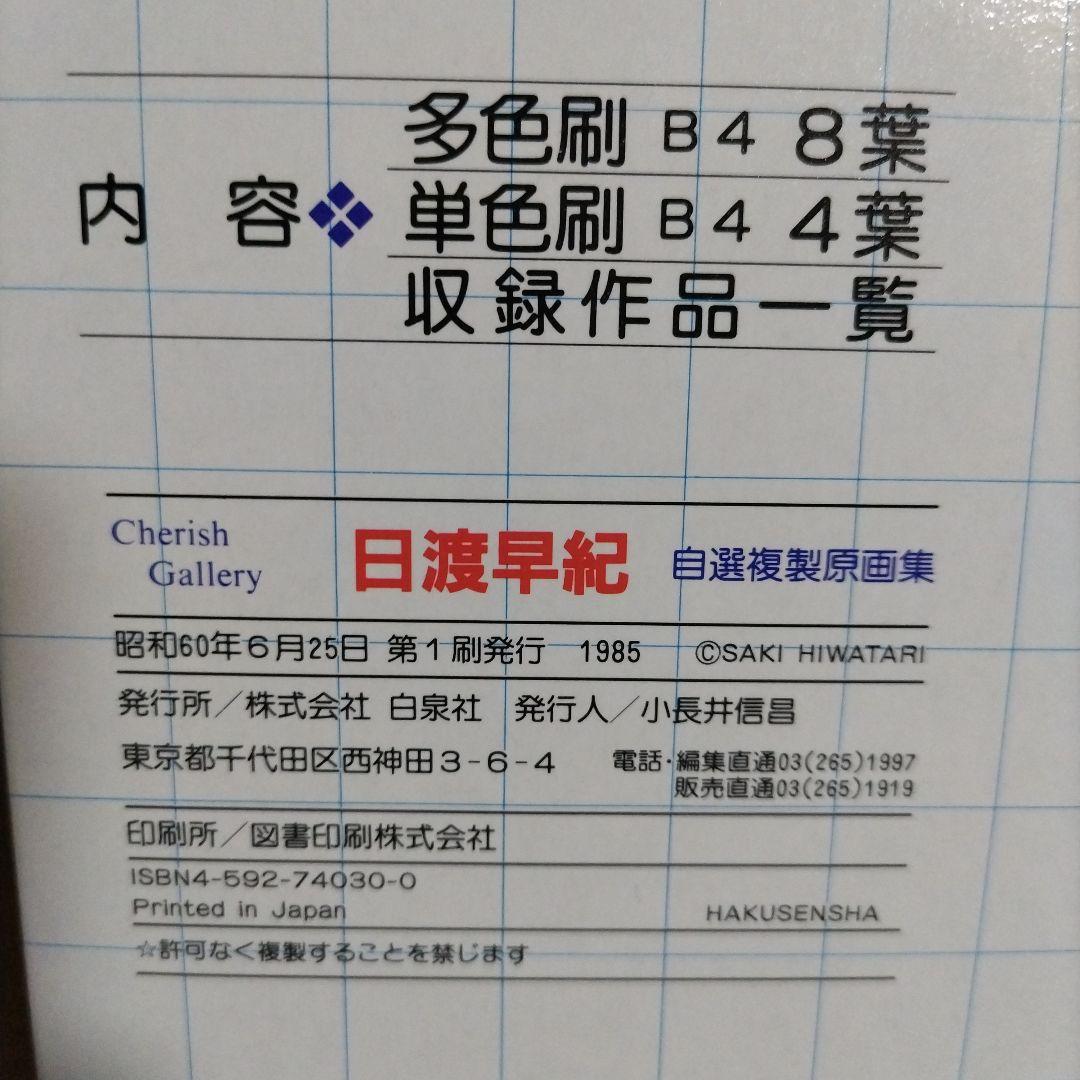 内容❖
多色刷 B4 8葉
単色刷 B4 4葉
収録作品一覧
Cherish
Gallery
日渡早紀 自選複製原画集
昭和60年6月25日 第1刷発行 1985 ©SAKI HIWATARI
発行所/株式会社 白泉社 発行人/小長井信昌
東京都千代田区西神田3-6-4 電話・編集直通03(265)1997
販売直通03(265)1919
印刷所/図書印刷株式会社
ISBN4-592-74030-0
Printed in Japan HAKUSENSHA
☆許可なく複製することを禁じます